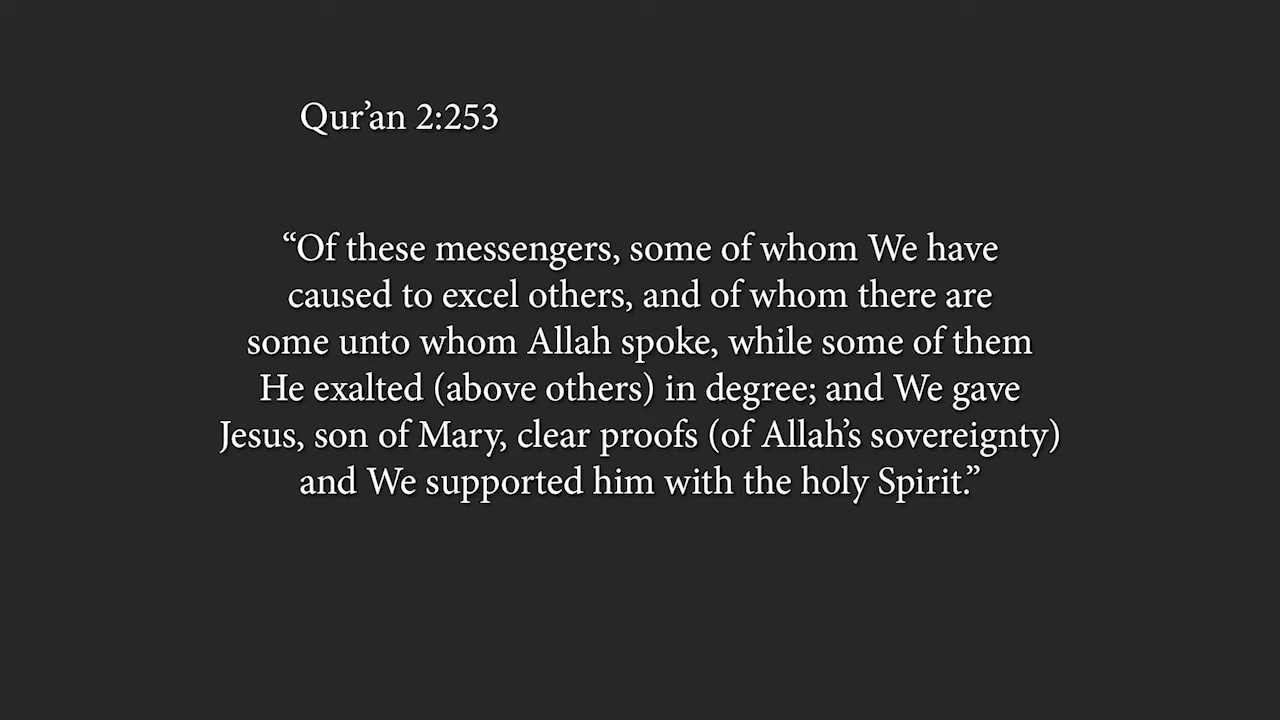 Qur’an 2:253
“Of these messengers, some of whom We have
caused to excel others, and of whom there are
some unto whom Allah spoke, while some of them
He exalted (above others) in degree; and We gave
Jesus, son of Mary, clear proofs (of Allah’s sovereignty)
and We supported him with the holy Spirit.”